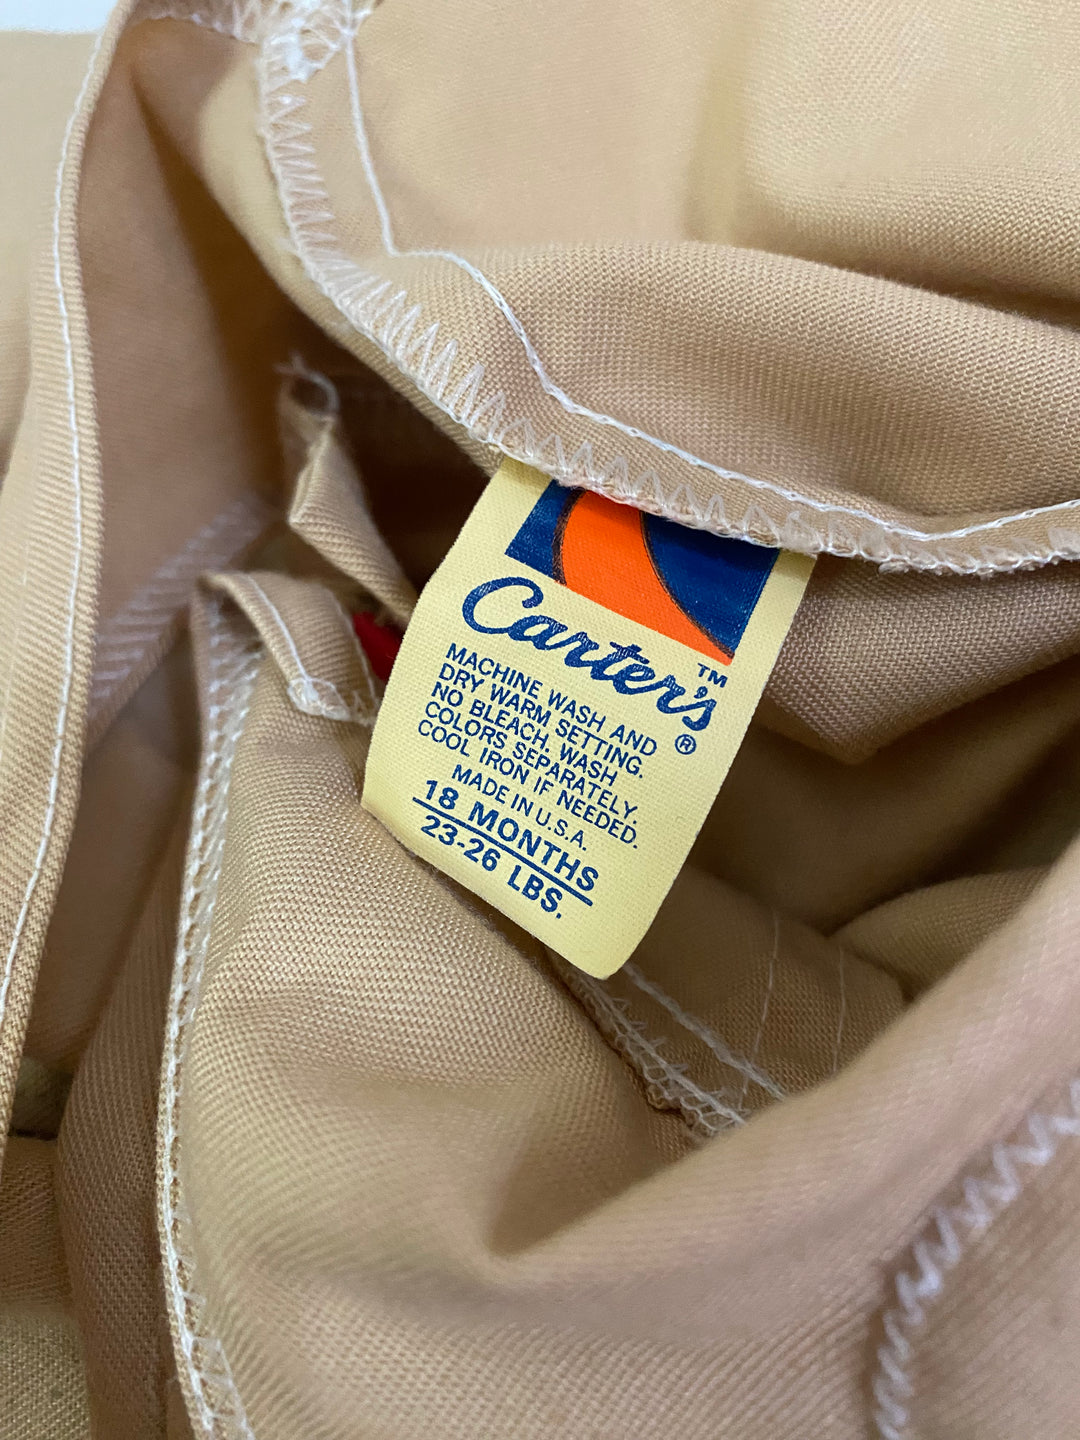 Carter's™
®
MACHINE WASH AND
DRY WARM SETTING.
NO BLEACH. WASH
COLORS SEPARATELY.
COOL IRON IF NEEDED.
MADE IN U.S.A.
18 MONTHS
23-26 LBS.